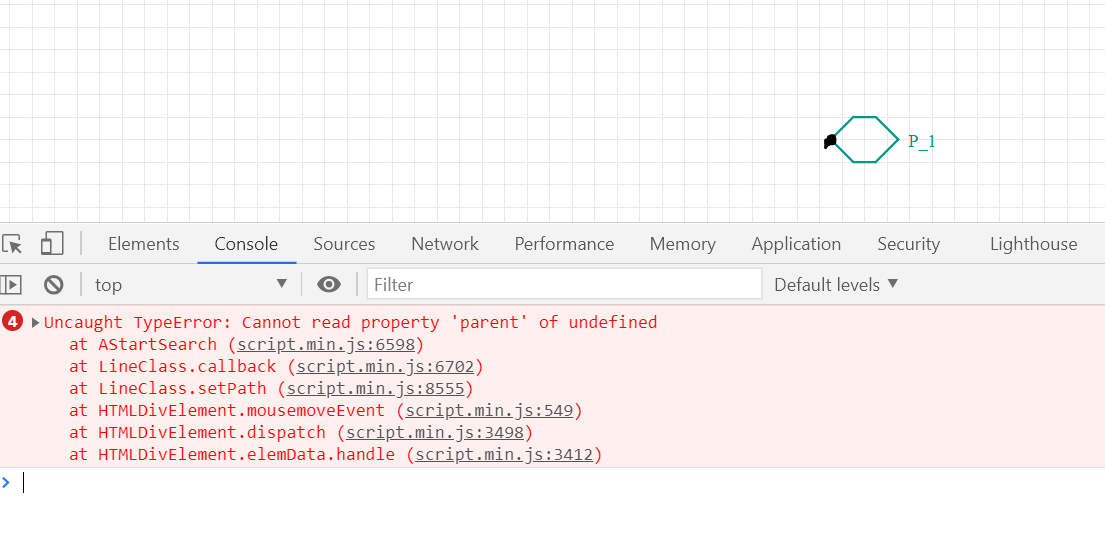 P_1
Elements Console Sources Network Performance Memory Application Security Lighthouse
top Filter Default levels
4 Uncaught TypeError: Cannot read property 'parent' of undefined
at AStartSearch (script.min.js:6598)
at LineClass.callback (script.min.js:6702)
at LineClass.setPath (script.min.js:8555)
at HTMLDivElement.mousemoveEvent (script.min.js:549)
at HTMLDivElement.dispatch (script.min.js:3498)
at HTMLDivElement.elemData.handle (script.min.js:3412)